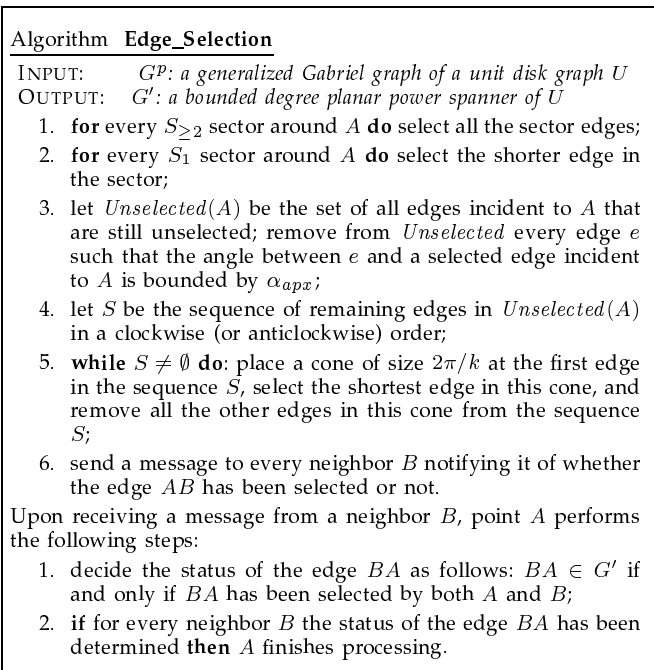 Algorithm Edge_Selection
INPUT: Gᵖ: a generalized Gabriel graph of a unit disk graph U
OUTPUT: G′: a bounded degree planar power spanner of U
1. for every S≥2 sector around A do select all the sector edges;
2. for every S1 sector around A do select the shorter edge in
the sector;
3. let Unselected(A) be the set of all edges incident to A that
are still unselected; remove from Unselected every edge e
such that the angle between e and a selected edge incident
to A is bounded by αapx;
4. let S be the sequence of remaining edges in Unselected(A)
in a clockwise (or anticlockwise) order;
5. while S ≠ ∅ do: place a cone of size 2π/k at the first edge
in the sequence S, select the shortest edge in this cone, and
remove all the other edges in this cone from the sequence
S;
6. send a message to every neighbor B notifying it of whether
the edge AB has been selected or not.
Upon receiving a message from a neighbor B, point A performs
the following steps:
1. decide the status of the edge BA as follows: BA ∈ G′ if
and only if BA has been selected by both A and B;
2. if for every neighbor B the status of the edge BA has been
determined then A finishes processing.